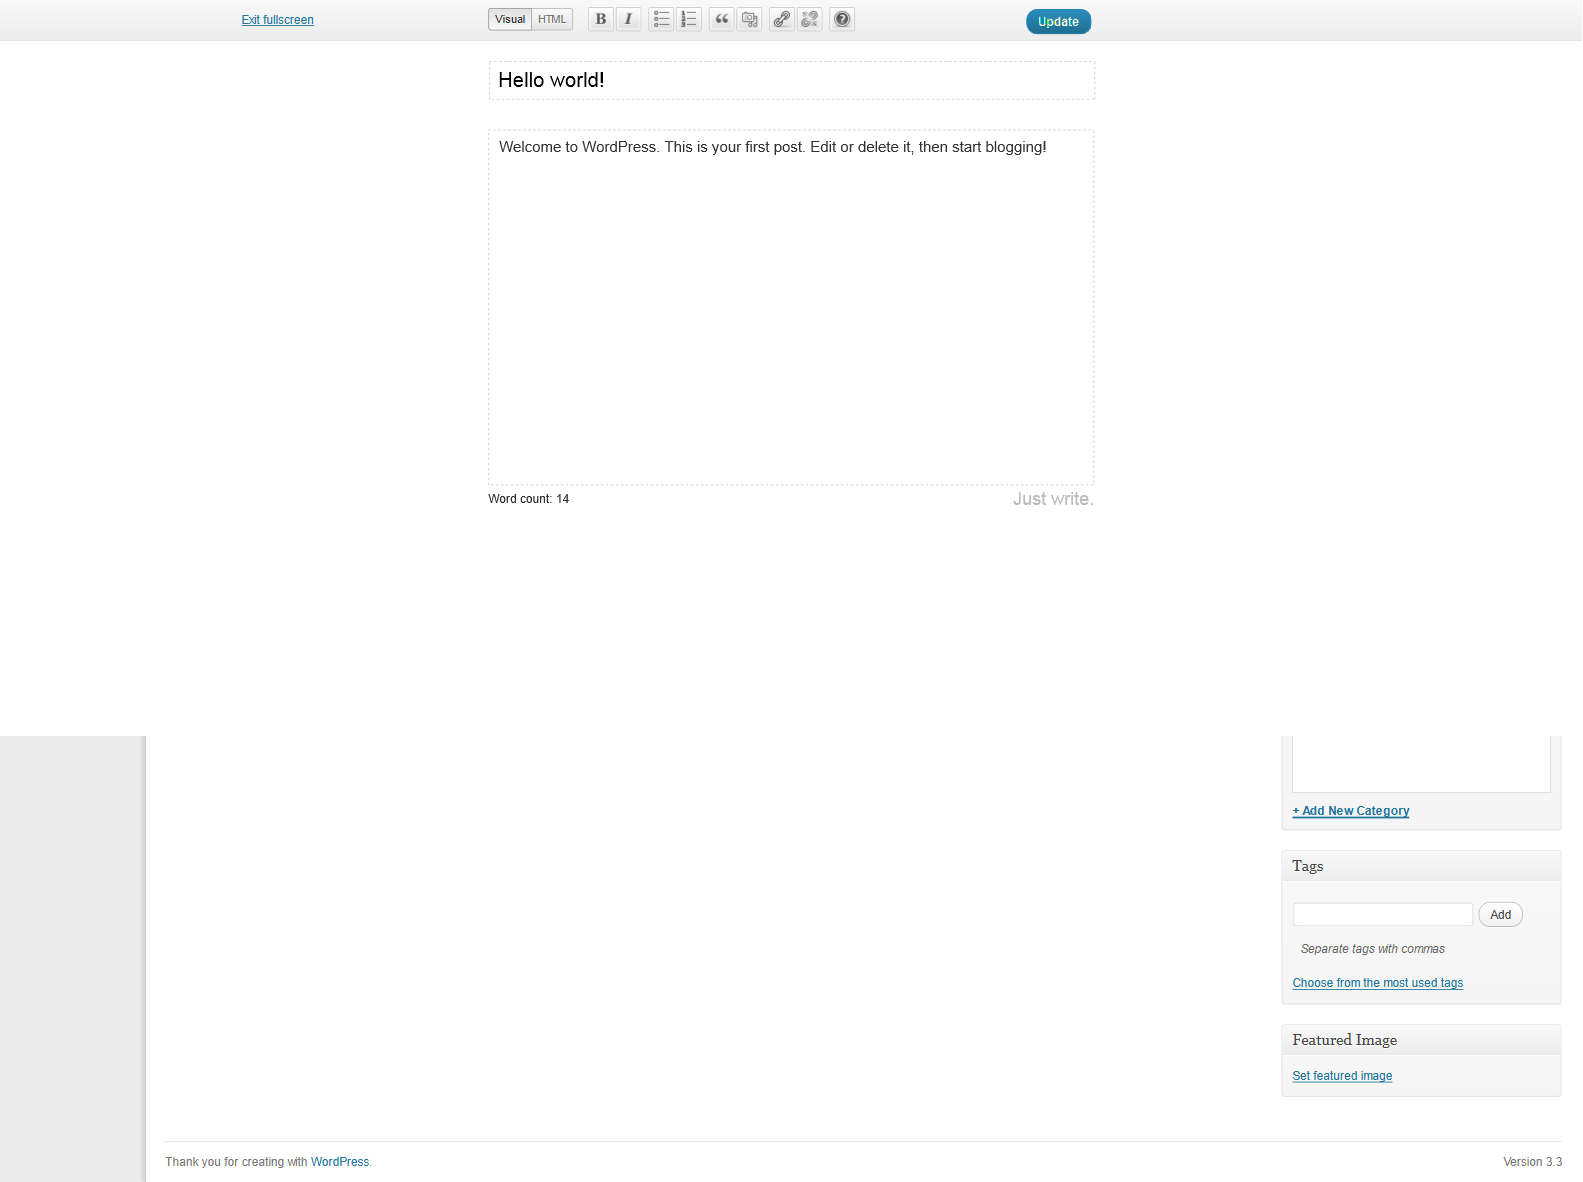 Exit fullscreen
Visual HTML B I
Update
Hello world!
Welcome to WordPress. This is your first post. Edit or delete it, then start blogging!
Word count: 14
Just write.
+ Add New Category
Tags
Add
Separate tags with commas
Choose from the most used tags
Featured Image
Set featured image
Thank you for creating with WordPress.
Version 3.3